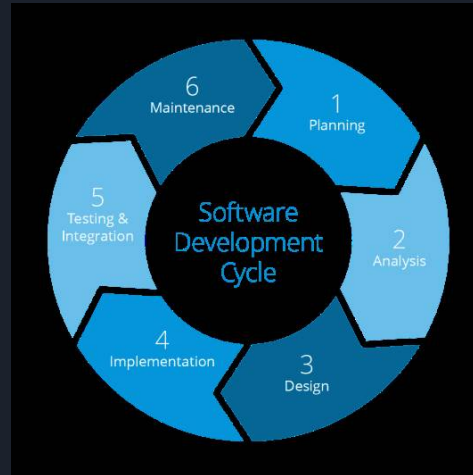 Software
Development
Cycle
1
Planning
2
Analysis
3
Design
4
Implementation
5
Testing &
Integration
6
Maintenance